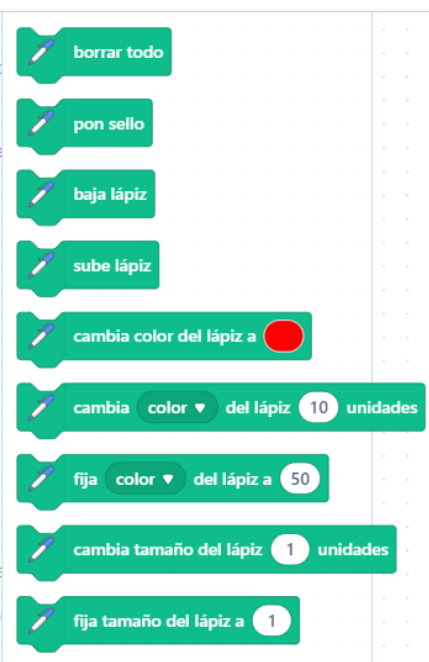 borrar todo
pon sello
baja lápiz
sube lápiz
cambia color del lápiz a
cambia color del lápiz 10 unidades
fija color del lápiz a 50
cambia tamaño del lápiz 1 unidades
fija tamaño del lápiz a 1